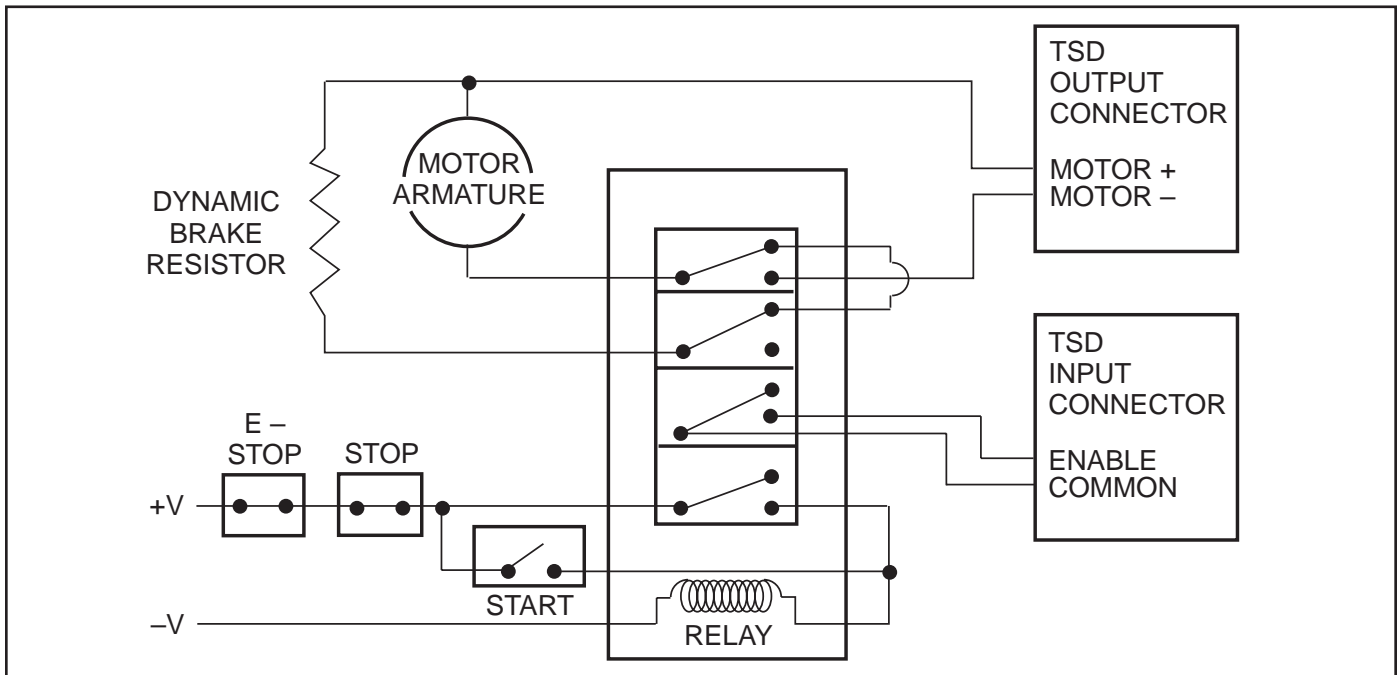 TSD
OUTPUT
CONNECTOR
MOTOR +
MOTOR –
MOTOR
ARMATURE
DYNAMIC
BRAKE
RESISTOR
TSD
INPUT
CONNECTOR
ENABLE
COMMON
E –
STOP
STOP
+V
START
–V
RELAY